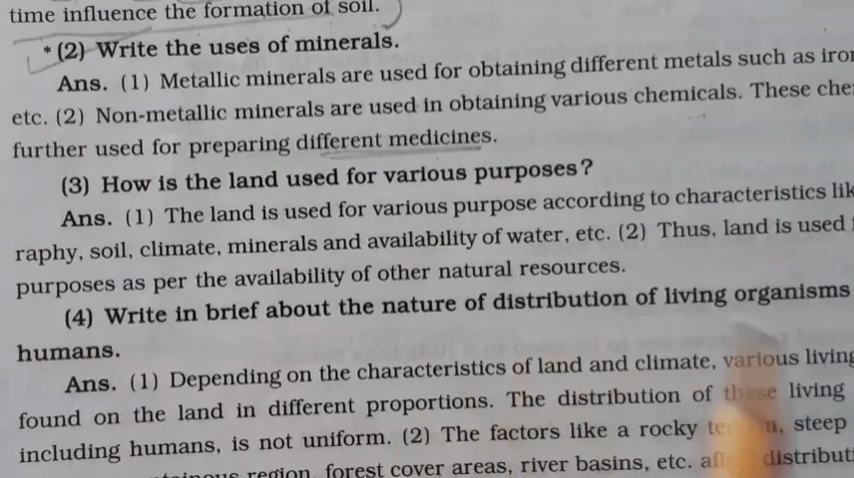 time influence the formation of soil.
* (2) Write the uses of minerals.
Ans. (1) Metallic minerals are used for obtaining different metals such as
etc. (2) Non-metallic minerals are used in obtaining various chemicals. These
further used for preparing different medicines.
(3) How is the land used for various purposes?
Ans. (1) The land is used for various purpose according to characteristics
raphy, soil, climate, minerals and availability of water, etc. (2) Thus, land is used
purposes as per the availability of other natural resources.
(4) Write in brief about the nature of distribution of living organisms
humans.
Ans. (1) Depending on the characteristics of land and climate, various living
found on the land in different proportions. The distribution of these living
including humans, is not uniform. (2) The factors like a rocky steep
region, forest cover areas, river basins, etc.